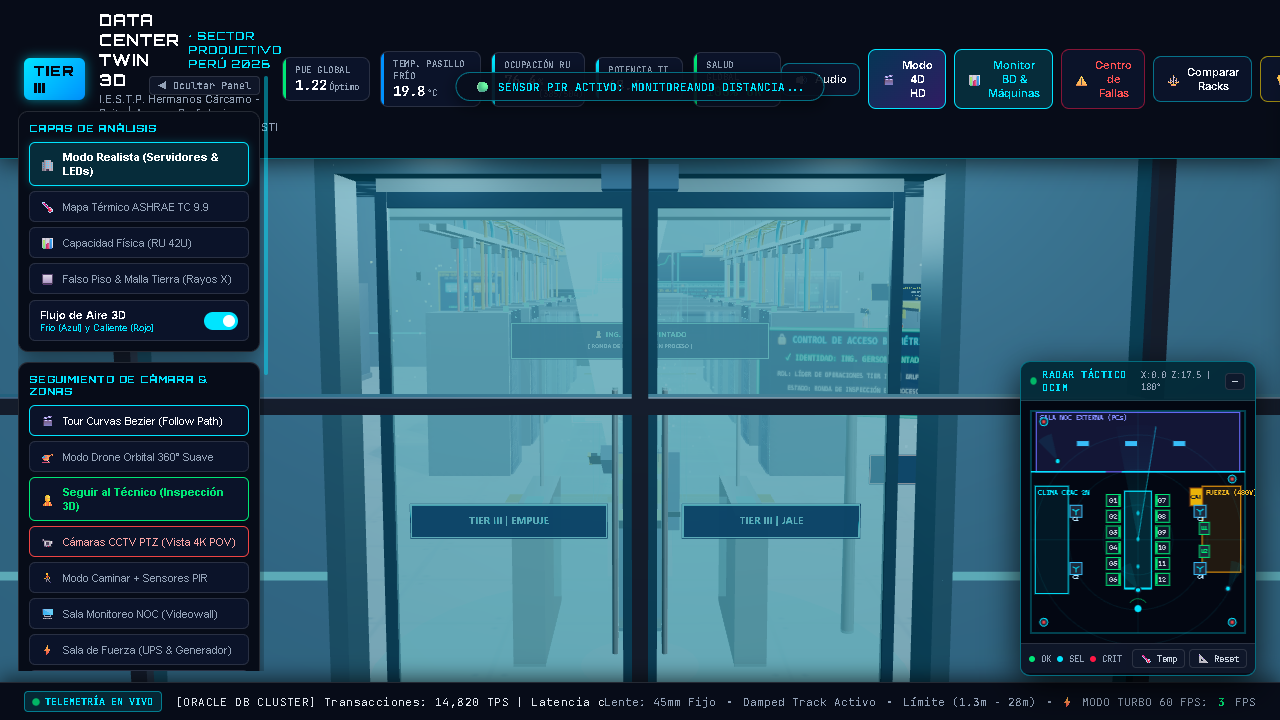 TIER
III
DATA
CENTER
TWIN
3D
· SECTOR
PRODUCTIVO
PERÚ 2026
◀ Ocultar Panel
I.E.S.T.P. Hermanos Cárcamo -
STI
PUE GLOBAL
1.22 Óptimo
TEMP. PASILLO
FRÍO
19.8 °C
OCUPACIÓN RU
POTENCIA TI
SALUD
SENSOR PIR ACTIVO: MONITOREANDO DISTANCIA...
Audio
Modo
4D
HD
Monitor
BD &
Máquinas
Centro
de
Fallas
Comparar
Racks
CAPAS DE ANÁLISIS
Modo Realista (Servidores &
LEDs)
Mapa Térmico ASHRAE TC 9.9
Capacidad Física (RU 42U)
Falso Piso & Malla Tierra (Rayos X)
Flujo de Aire 3D
Frío (Azul) y Caliente (Rojo)
SEGUIMIENTO DE CÁMARA &
ZONAS
Tour Curvas Bezier (Follow Path)
Modo Drone Orbital 360° Suave
Seguir al Técnico (Inspección
3D)
Cámaras CCTV PTZ (Vista 4K POV)
Modo Caminar + Sensores PIR
Sala Monitoreo NOC (Videowall)
Sala de Fuerza (UPS & Generador)
CONTROL DE ACCESO
✓ IDENTIDAD: ING.
TIER III | EMPUJE
TIER III | JALE
RADAR TÁCTICO
DCIM
X:0.0 Z:17.5 |
180°
−
SALA NOC EXTERNA (PCs)
FUERZA (480V)
01
02
03
04
05
06
07
08
09
10
11
12
OK
SEL
CRIT
Temp
Reset
TELEMETRÍA EN VIVO
[ORACLE DB CLUSTER] Transacciones: 14,820 TPS | Latencia c
Lente: 45mm Fijo • Damped Track Activo • Límite (1.3m - 28m) •
MODO TURBO 60 FPS: 3 FPS